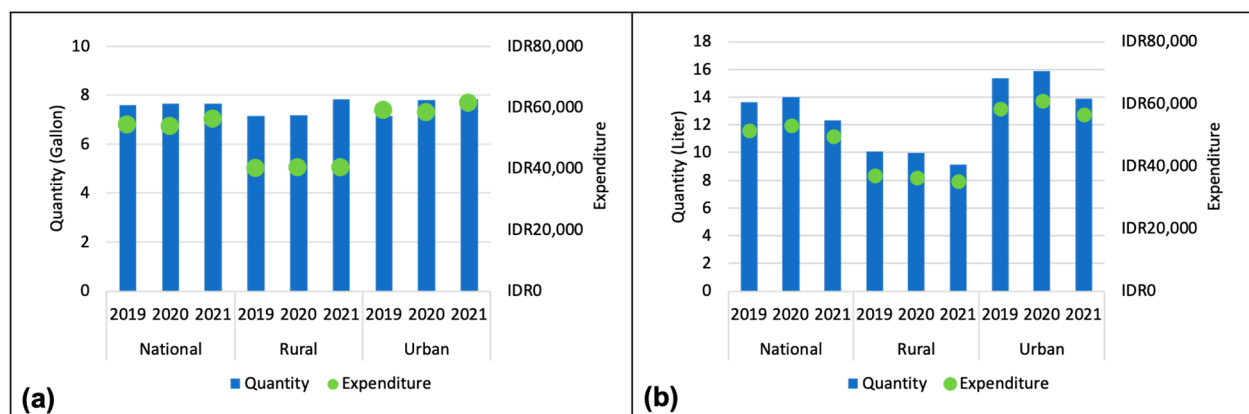 10
8
6
4
2
0
Quantity (Gallon)
IDR80,000
IDR60,000
IDR40,000
IDR20,000
IDR0
Expenditure
2019 2020 2021 2019 2020 2021 2019 2020 2021
National Rural Urban
Quantity Expenditure
(a)
18
16
14
12
10
8
6
4
2
0
Quantity (Liter)
IDR80,000
IDR60,000
IDR40,000
IDR20,000
IDR0
Expenditure
2019 2020 2021 2019 2020 2021 2019 2020 2021
National Rural Urban
Quantity Expenditure
(b)